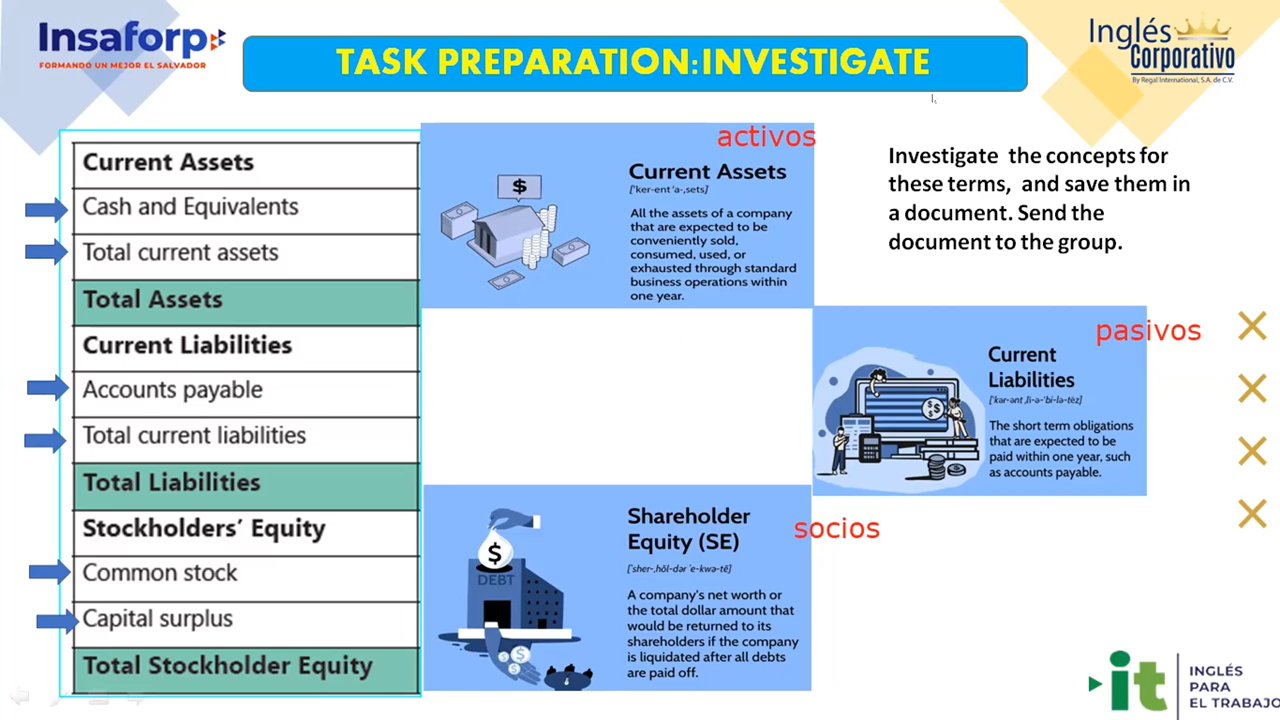 Insaforp
FORMANDO UN MEJOR EL SALVADOR
TASK PREPARATION:INVESTIGATE
Inglés
Corporativo
By Regal International, S.A. de C.V.
Current Assets
Cash and Equivalents
Total current assets
Total Assets
Current Liabilities
Accounts payable
Total current liabilities
Total Liabilities
Stockholders' Equity
Common stock
Capital surplus
Total Stockholder Equity
activos
$
Current Assets
['ker-ent 'a-,sets]
All the assets of a company
that are expected to be
conveniently sold,
consumed, used, or
exhausted through standard
business operations within
one year.
Investigate the concepts for
these terms, and save them in
a document. Send the
document to the group.
pasivos
Current
Liabilities
['kər-ənt ,lī-ə-'bi-lə-tēz]
The short term obligations
that are expected to be
paid within one year, such
as accounts payable.
socios
$
DEBT
Shareholder
Equity (SE)
['sher-,hōl-dər 'e-kwə-tē]
A company's net worth or
the total dollar amount that
would be returned to its
shareholders if the company
is liquidated after all debts
are paid off.
it
INGLÉS
PARA
EL TRABAJO